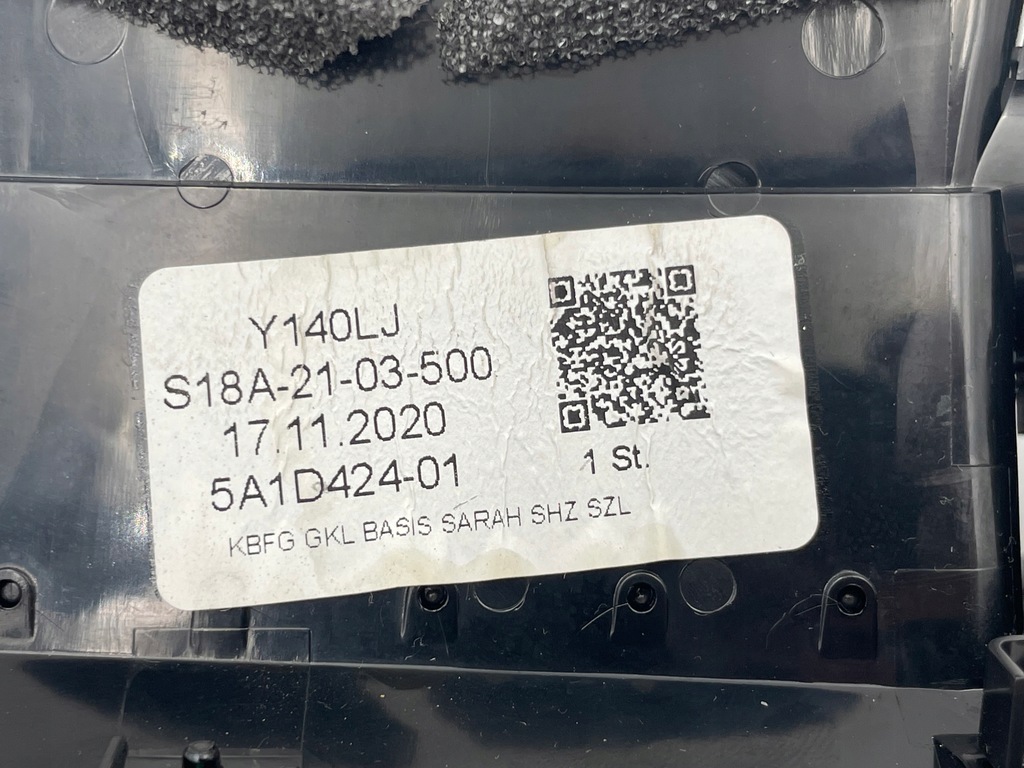 Y140LJ
S18A-21-03-500
17.11.2020
5A1D424-01
1 St.
KBFG GKL BASIS SARAH SHZ SZL